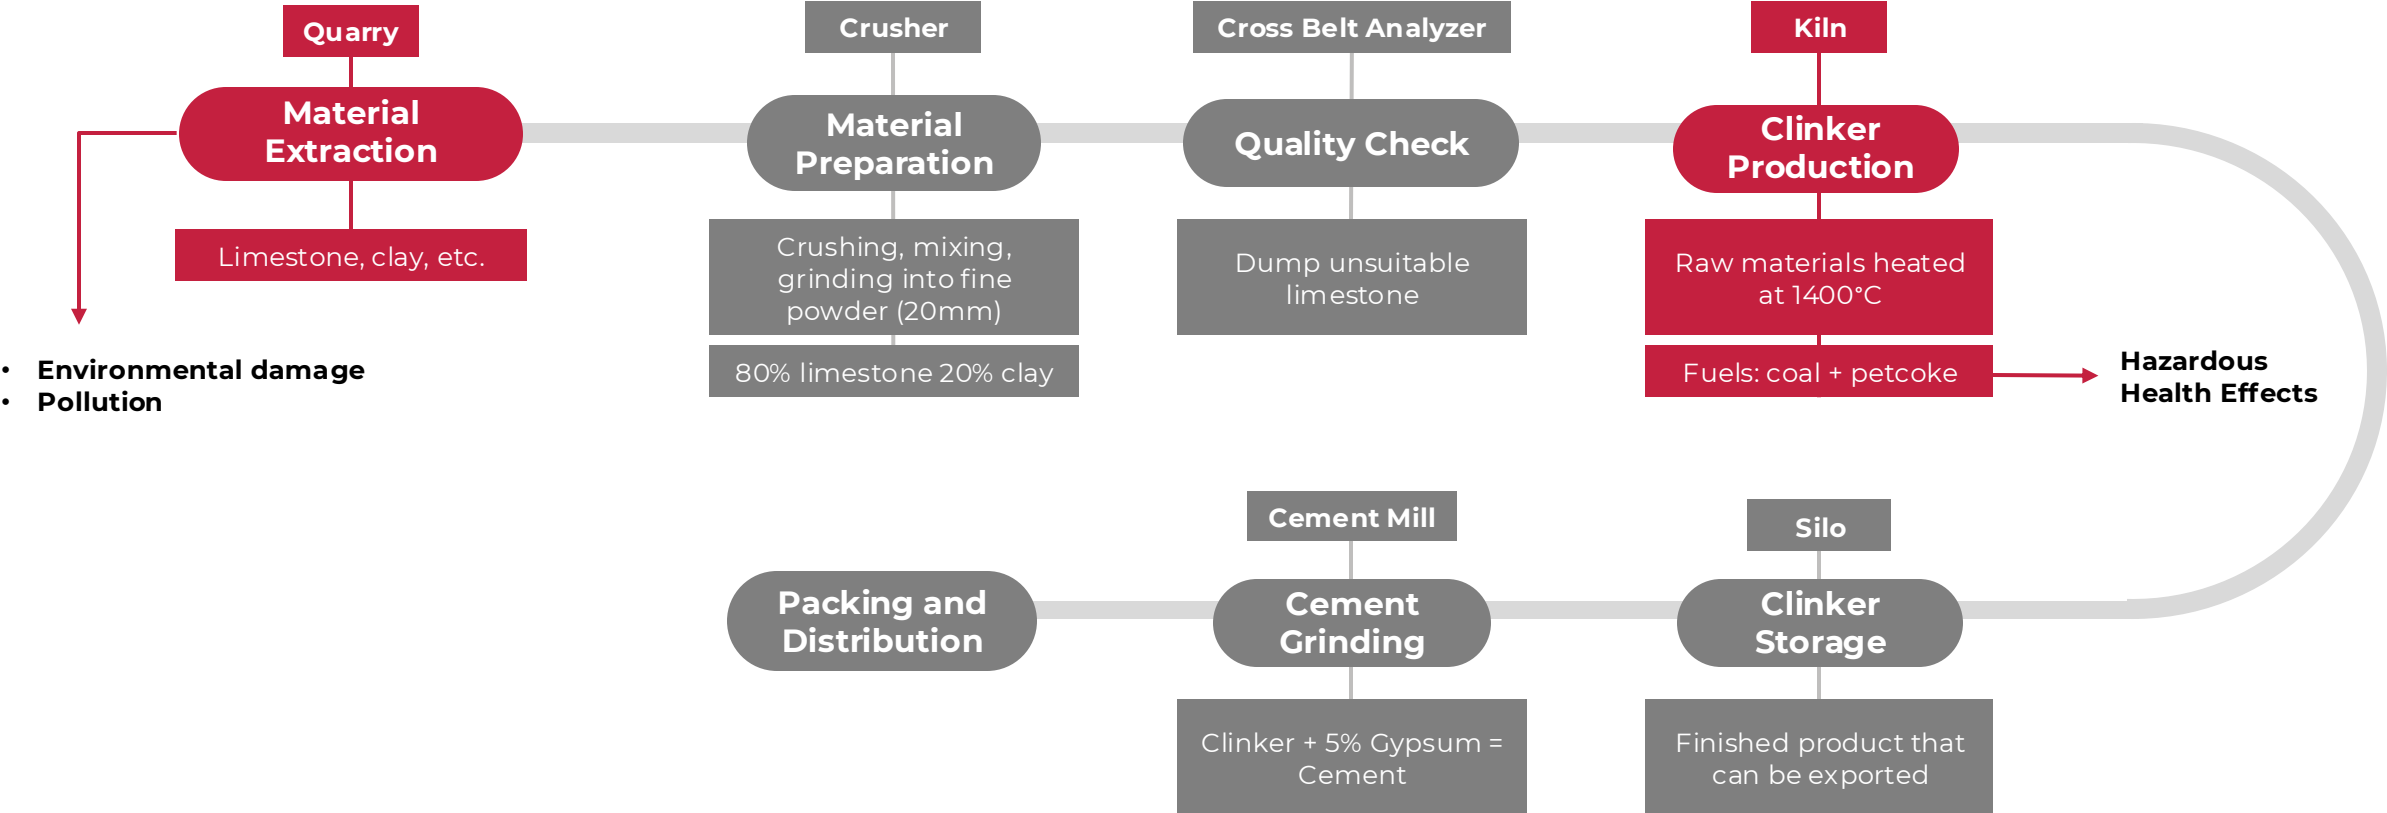 Quarry
Material
Extraction
Limestone, clay, etc.
• Environmental damage
• Pollution
Crusher
Material
Preparation
Crushing, mixing,
grinding into fine
powder (20mm)
80% limestone 20% clay
Cross Belt Analyzer
Quality Check
Dump unsuitable
limestone
Kiln
Clinker
Production
Raw materials heated
at 1400°C
Fuels: coal + petcoke
Hazardous
Health Effects
Silo
Clinker
Storage
Finished product that
can be exported
Cement Mill
Cement
Grinding
Clinker + 5% Gypsum =
Cement
Packing and
Distribution